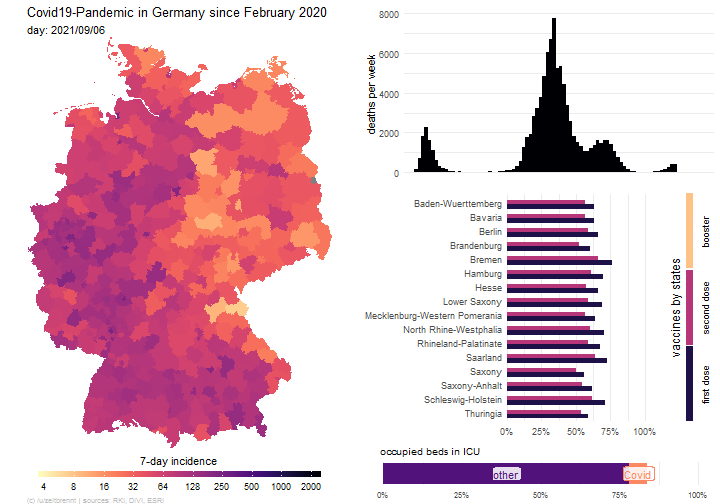 Covid19-Pandemic in Germany since February 2020
day: 2021/09/06
7-day incidence
4 8 16 32 64 125 250 500 1000 2000
(c) /u/zeitbremt | sources: RKI, DIVI, ESRI
deaths per week
8000
6000
4000
2000
0
Baden-Wuerttemberg
Bavaria
Berlin
Brandenburg
Bremen
Hamburg
Hesse
Lower Saxony
Mecklenburg-Western Pomerania
North Rhine-Westphalia
Rhineland-Palatinate
Saarland
Saxony
Saxony-Anhalt
Schleswig-Holstein
Thuringia
0% 25% 50% 75% 100%
vaccines by states
booster
second dose
first dose
occupied beds in ICU
other Covid
0% 25% 50% 75% 100%